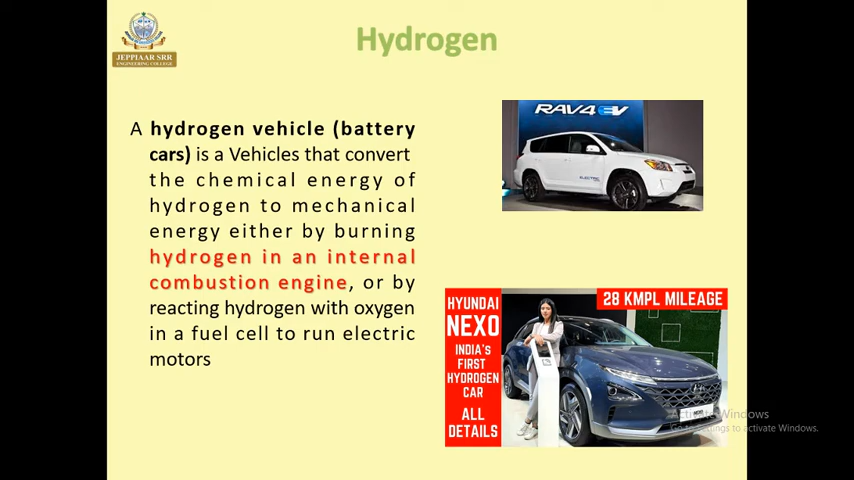 JEPPIAAR SRR
ENGINEERING COLLEGE
Hydrogen
A hydrogen vehicle (battery
cars) is a Vehicles that convert
the chemical energy of
hydrogen to mechanical
energy either by burning
hydrogen in an internal
combustion engine, or by
reacting hydrogen with oxygen
in a fuel cell to run electric
motors
RAV4 EV
ELECTRIC
HYUNDAI
NEXO
INDIA'S
FIRST
HYDROGEN
CAR
ALL
DETAILS
28 KMPL MILEAGE
Activate Windows
Go to Settings to activate Windows.